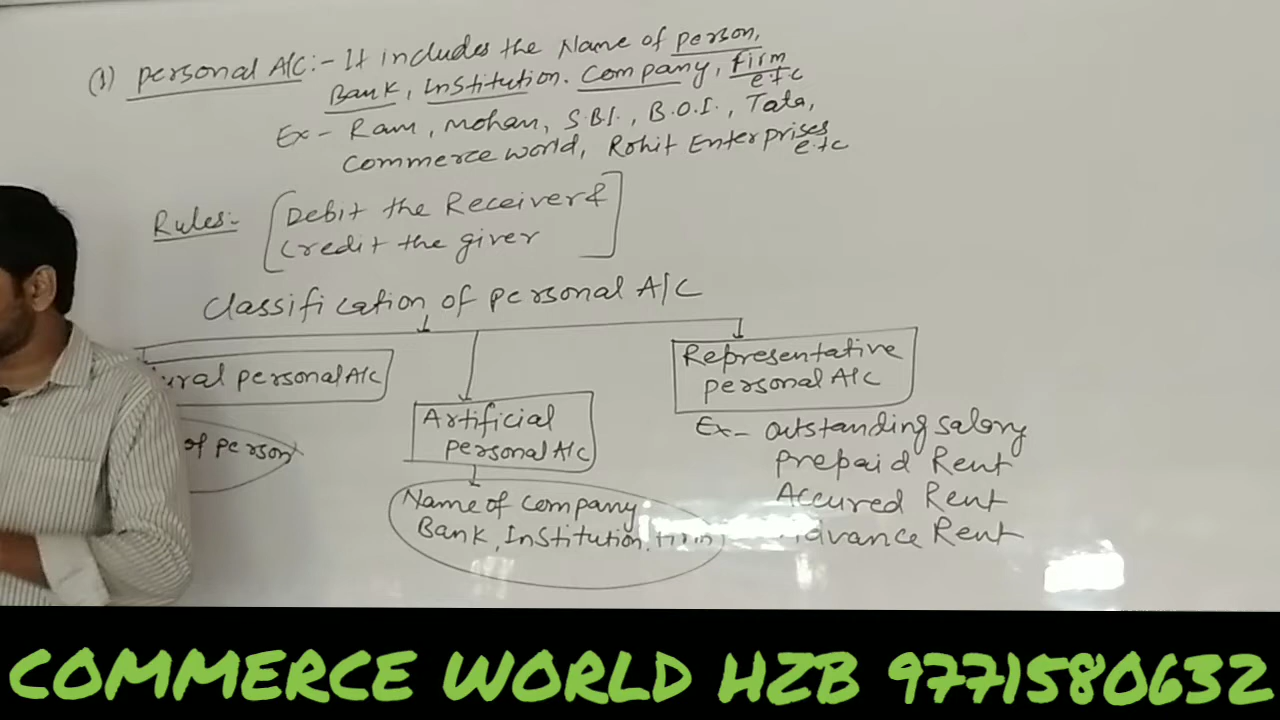 (1) personal A/C:- It includes the Name of person,
Bank, Institution. Company, firm
etc
Ex- Ram, Mohan, S.B.I., B.O.I., Tata,
Commerce world, Rohit Enterprises
etc
Rules:- [Debit the Receiver &
Credit the giver]
Classification of personal A/C
ural personal A/C
of person
Artificial
personal A/C
Name of company
Bank, Institution, Firm
Representative
personal A/C
Ex- Outstanding salary
Prepaid Rent
Accured Rent
Advance Rent
COMMERCE WORLD HZB 9771580632